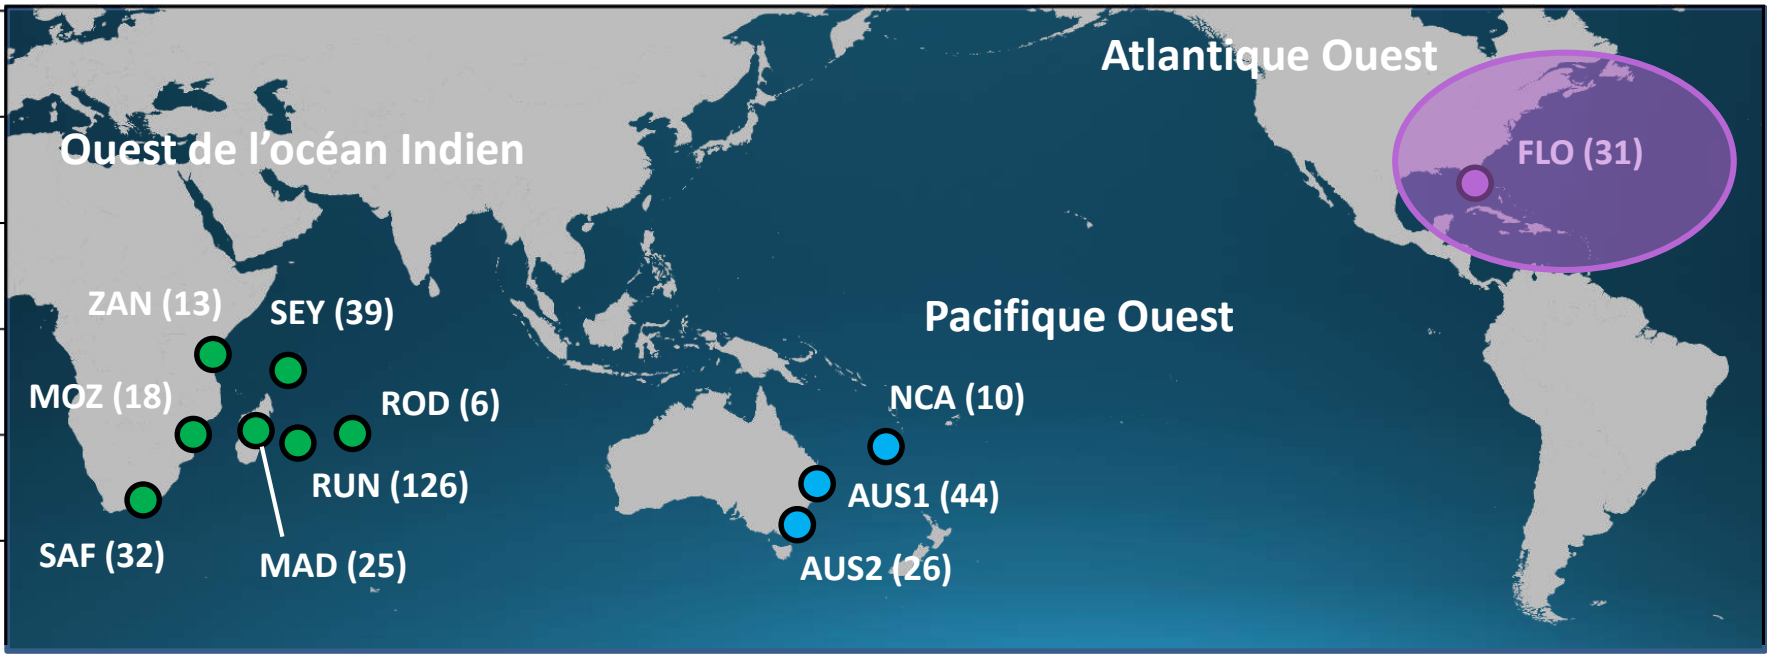 Atlantique Ouest
Ouest de l'océan Indien
FLO (31)
ZAN (13)
SEY (39)
Pacifique Ouest
MOZ (18)
ROD (6)
NCA (10)
RUN (126)
AUS1 (44)
SAF (32)
MAD (25)
AUS2 (26)